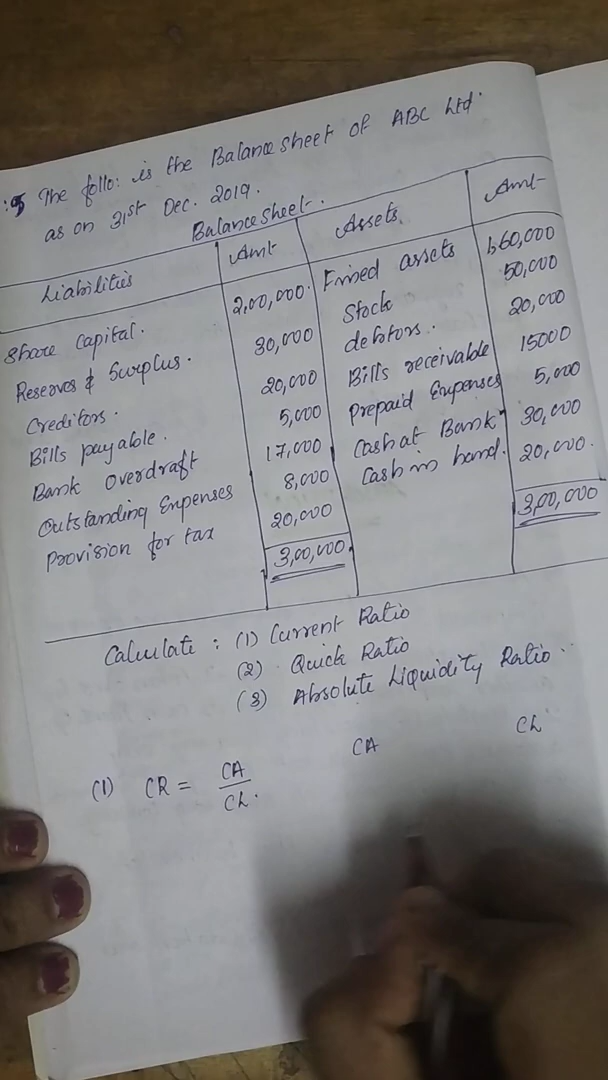 :5 The follo: is the Balance sheet of ABC Ltd.
as on 31st Dec. 2019.
Balance sheet.
Liabilities Amt Assets. Amt
Share capital. 2,00,000. Fixed assets 1,60,000
Reserves & Surplus. 30,000 Stock 50,000
Creditors. 20,000 debtors. 20,000
Bills payable. 5,000 Bills receivable 15000
Bank Overdraft 17,000 Prepaid Expenses 5,000
Outstanding Expenses 8,000 Cash at Bank 30,000
Provision for tax 20,000 Cash in hand. 20,000.
3,00,000. 3,00,000
Calculate : (1) Current Ratio
(2) Quick Ratio
(3) Absolute Liquidity Ratio.
(1) CR = CA / CL. CA CL